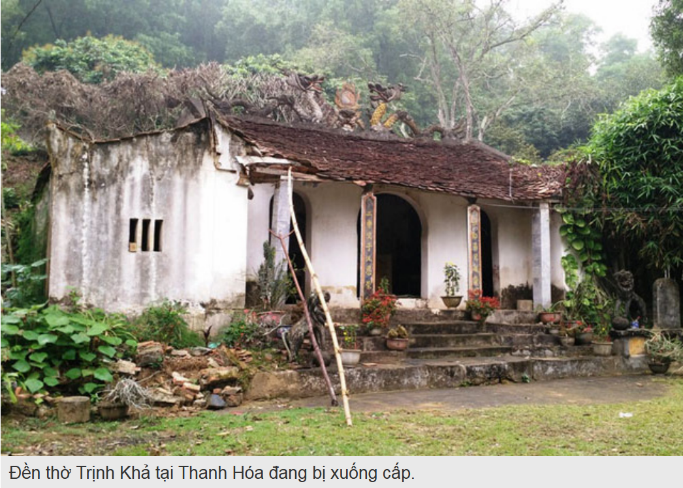 Đền thờ Trịnh Khả tại Thanh Hóa đang bị xuống cấp.